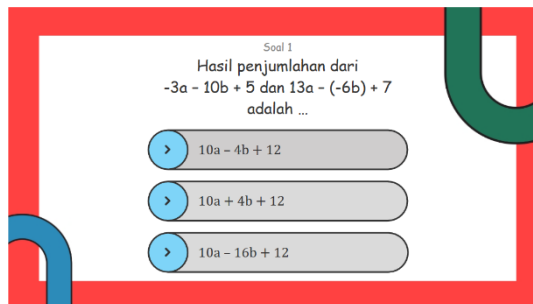 Soal 1
Hasil penjumlahan dari
-3a – 10b + 5 dan 13a – (-6b) + 7
adalah ...
10a – 4b + 12
10a + 4b + 12
10a – 16b + 12